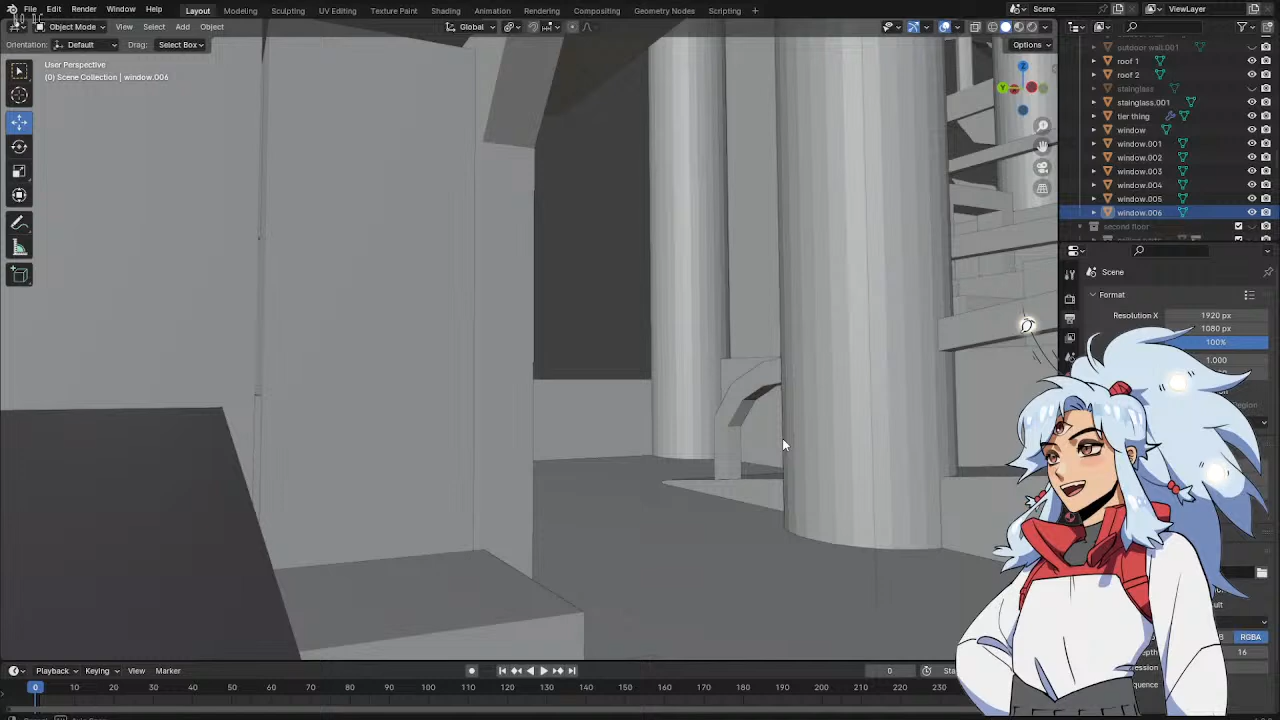 File Edit Render Window Help Layout Modeling Sculpting UV Editing Texture Paint Shading Animation Rendering Compositing Geometry Nodes Scripting + Scene ViewLayer
Object Mode View Select Add Object Global
Orientation: Default Drag: Select Box Options
User Perspective
(0) Scene Collection | window.006
Z
Y
outdoor wall.001
roof 1
roof 2
stainglass
stainglass.001
tier thing
window
window.001
window.002
window.003
window.004
window.005
window.006
second floor
Scene
Format
Resolution X 1920 px
1080 px
100%
1.000
RGBA
16
Playback Keying View Marker 0
0 10 20 30 40 50 60 70 80 90 100 110 120 130 140 150 160 170 180 190 200 210 220 230